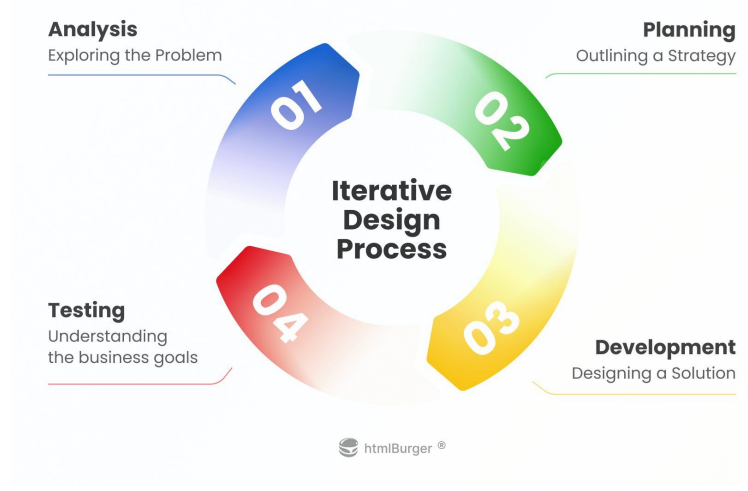 Analysis
Exploring the Problem
Planning
Outlining a Strategy
01
02
Iterative
Design
Process
04
03
Testing
Understanding
the business goals
Development
Designing a Solution
htmlBurger ®